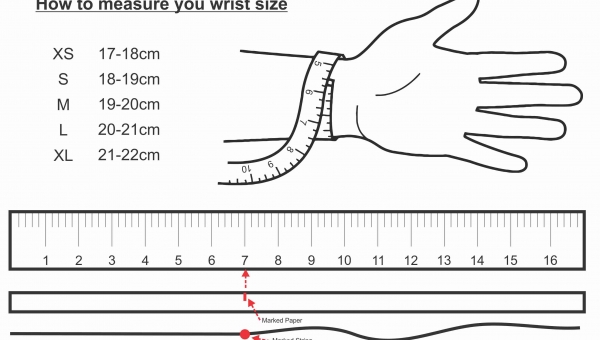 How to measure you wrist size
XS 17-18cm
S 18-19cm
M 19-20cm
L 20-21cm
XL 21-22cm
5
6
7
8
9
10
1 2 3 4 5 6 7 8 9 10 11 12 13 14 15 16
Marked Paper
Marked String